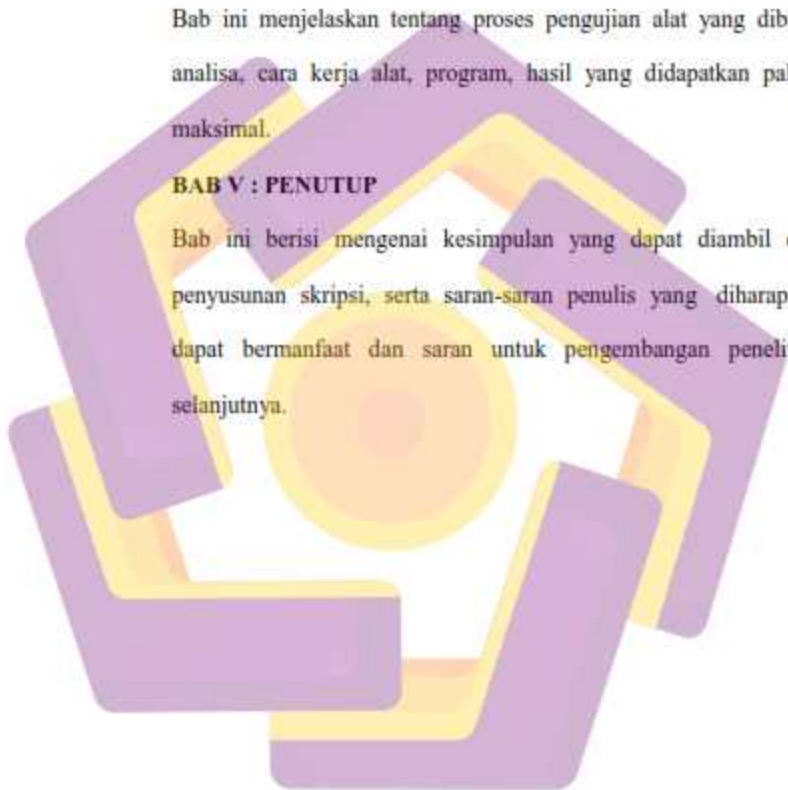 Bab ini menjelaskan tentang proses pengujian alat yang dib
analisa, cara kerja alat, program, hasil yang didapatkan pal
maksimal.
BAB V : PENUTUP
Bab ini berisi mengenai kesimpulan yang dapat diambil
penyusunan skripsi, serta saran-saran penulis yang diharap
dapat bermanfaat dan saran untuk pengembangan peneli
selanjutnya.